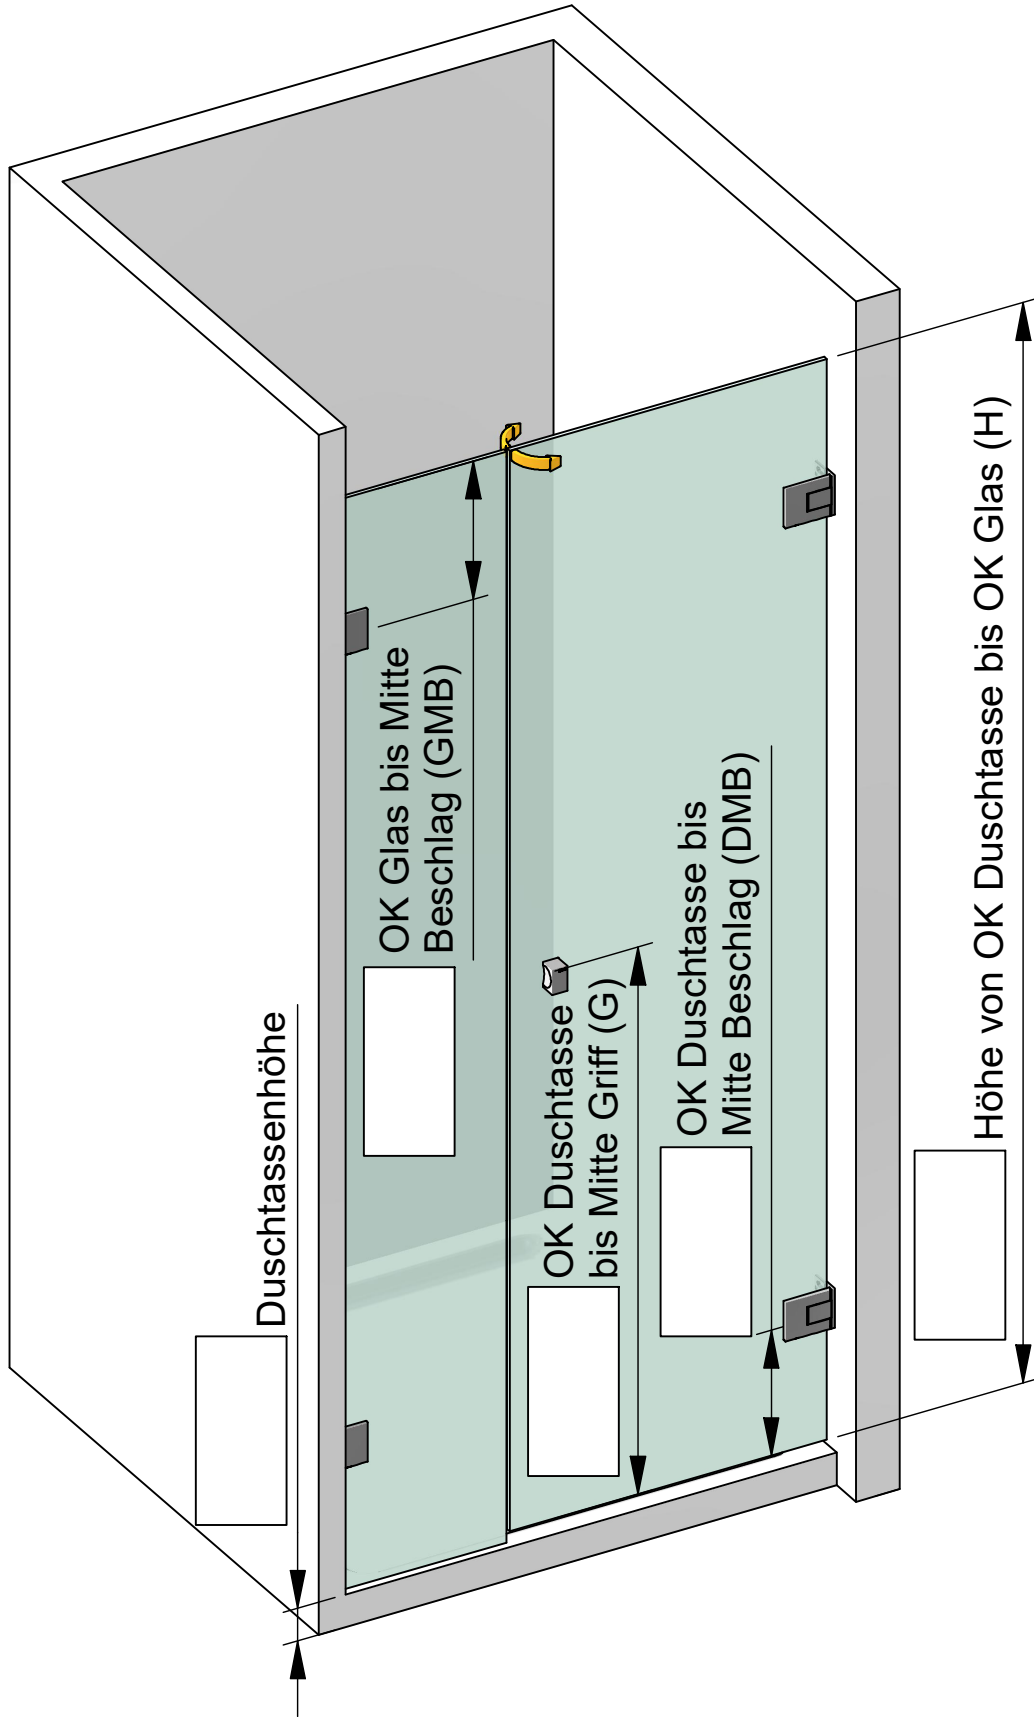 Duschtassenhöhe
OK Glas bis Mitte
Beschlag (GMB)
OK Duschtasse
bis Mitte Griff (G)
OK Duschtasse bis
Mitte Beschlag (DMB)
Höhe von OK Duschtasse bis OK Glas (H)